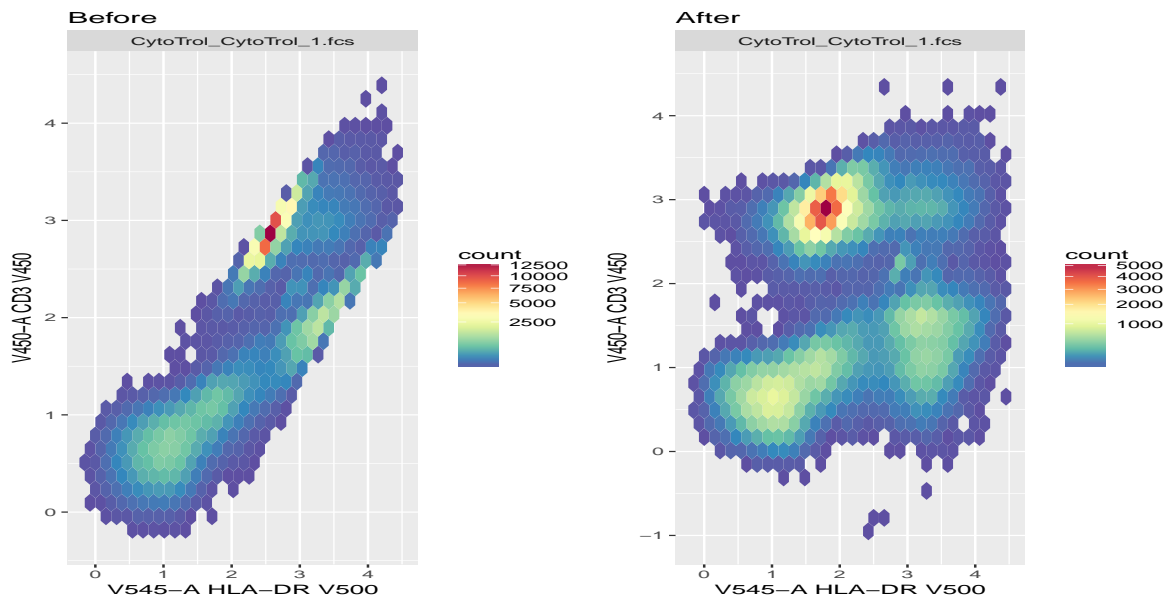 Before
CytoTrol_CytoTrol_1.fcs
4
3
2
1
0
V450−A CD3 V450
0 1 2 3 4
V545−A HLA−DR V500
count
12500
10000
7500
5000
2500
After
CytoTrol_CytoTrol_1.fcs
4
3
2
1
0
−1
V450−A CD3 V450
0 1 2 3 4
V545−A HLA−DR V500
count
5000
4000
3000
2000
1000